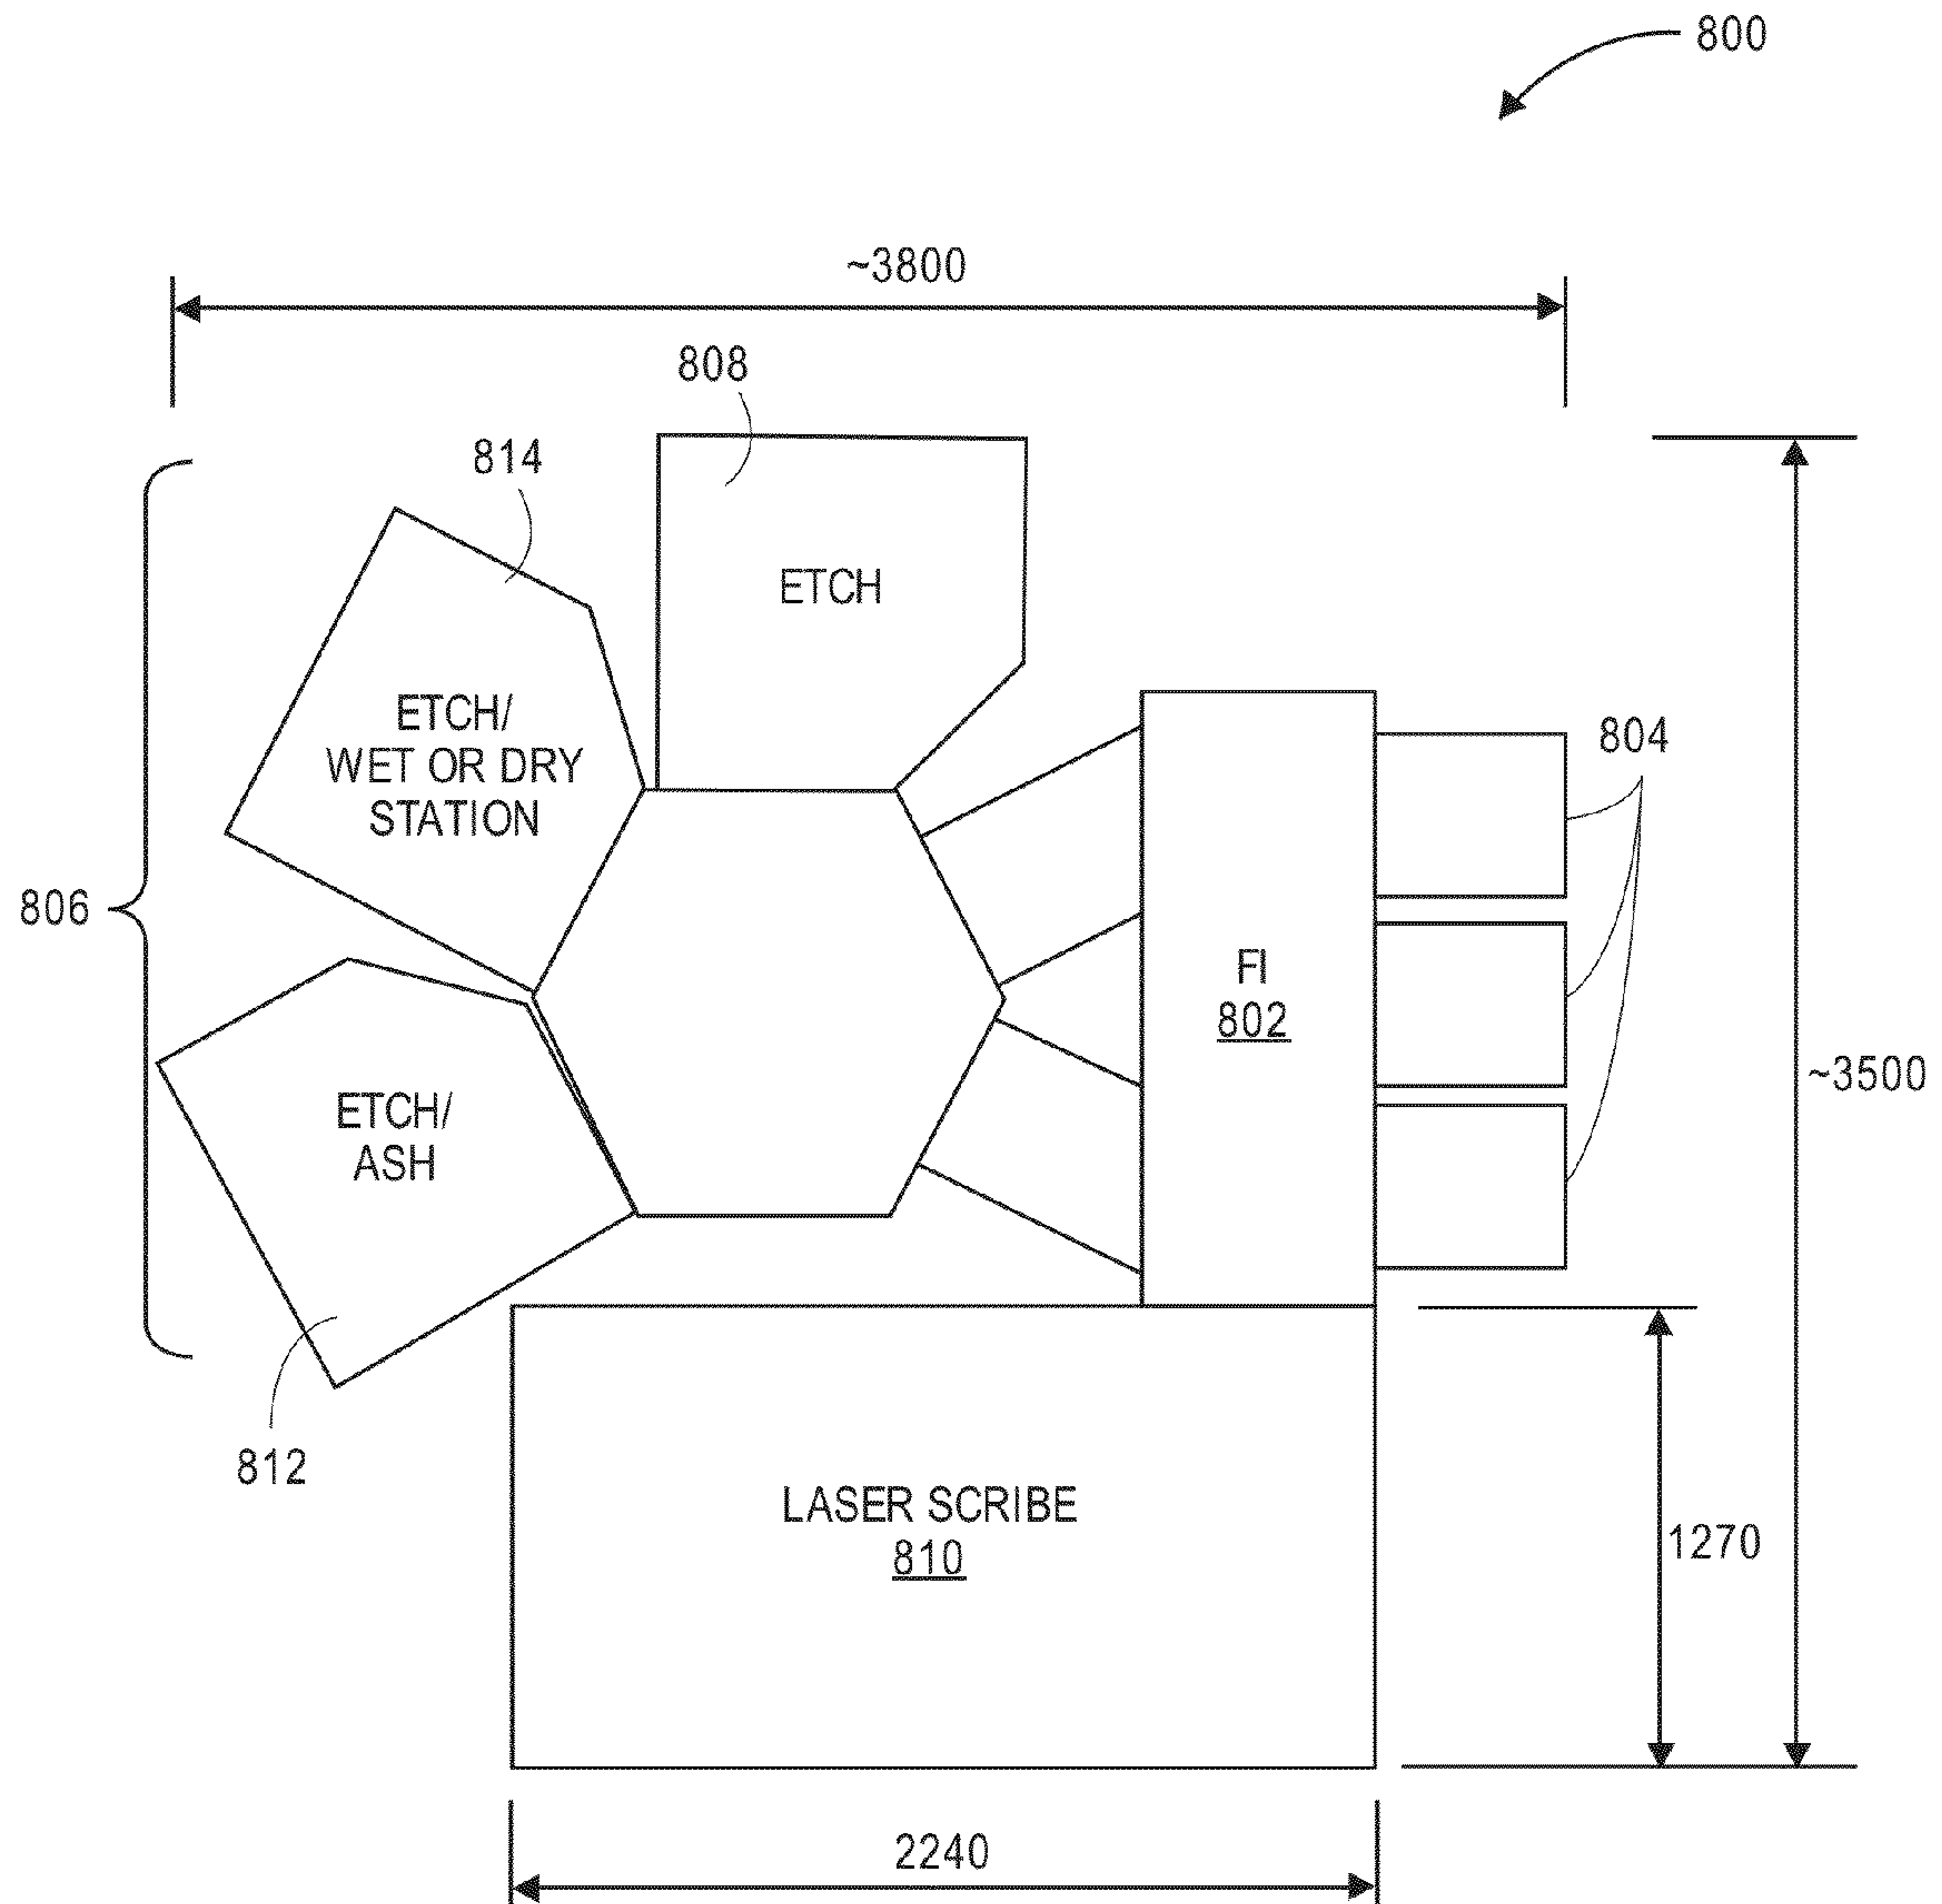 800
~3800
808
814
ETCH
ETCH/
WET OR DRY
STATION
804
806
FI
802
~3500
ETCH/
ASH
812
LASER SCRIBE
810
1270
2240